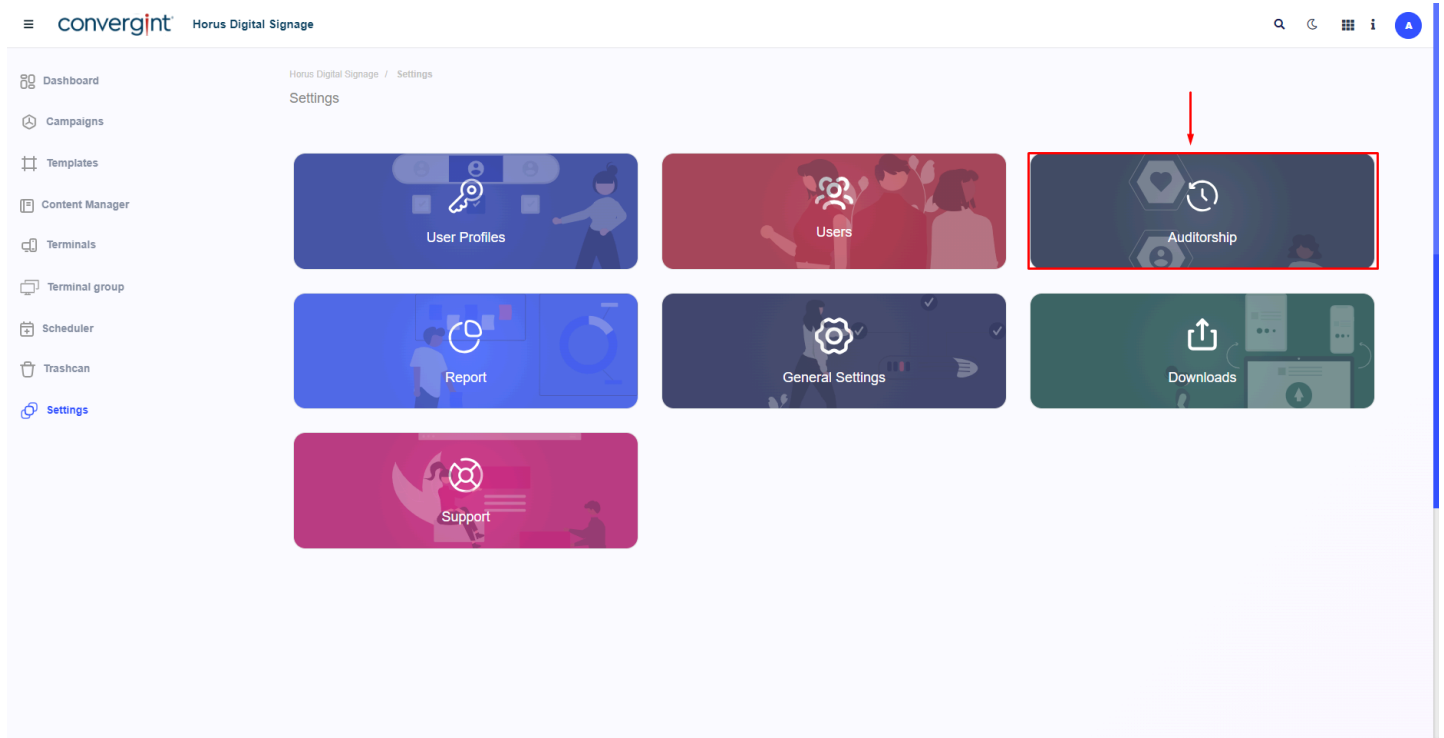 convergint Horus Digital Signage
A
Dashboard
Campaigns
Templates
Content Manager
Terminals
Terminal group
Scheduler
Trashcan
Settings
Horus Digital Signage / Settings
Settings
User Profiles
Users
Auditorship
Report
General Settings
Downloads
Support